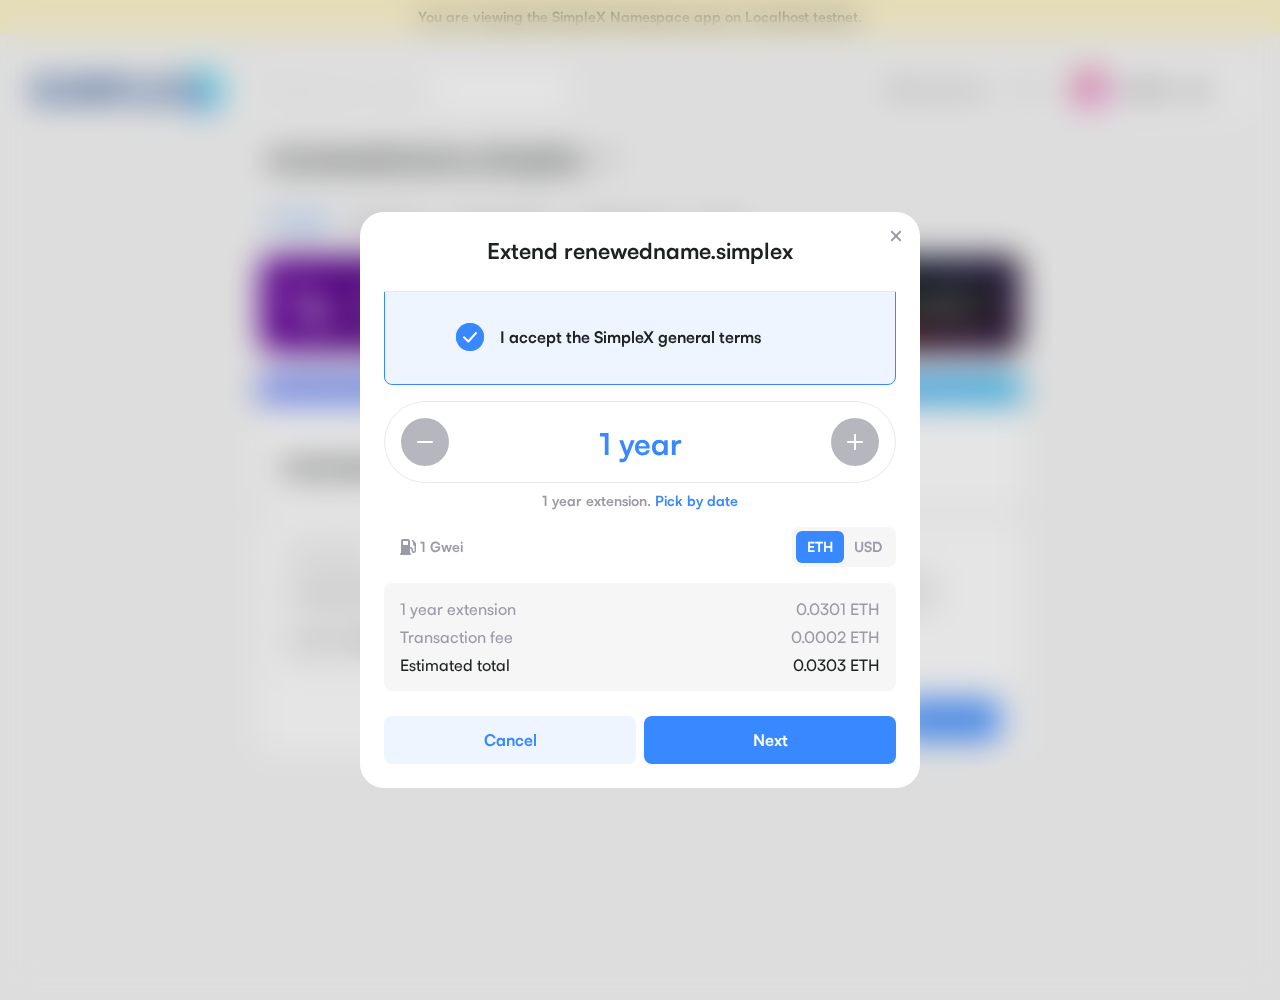 You are viewing the SimpleX Namespace app on Localhost testnet.
Extend renewedname.simplex
I accept the SimpleX general terms
1 year
1 year extension. Pick by date
1 Gwei
ETH USD
1 year extension 0.0301 ETH
Transaction fee 0.0002 ETH
Estimated total 0.0303 ETH
Cancel Next